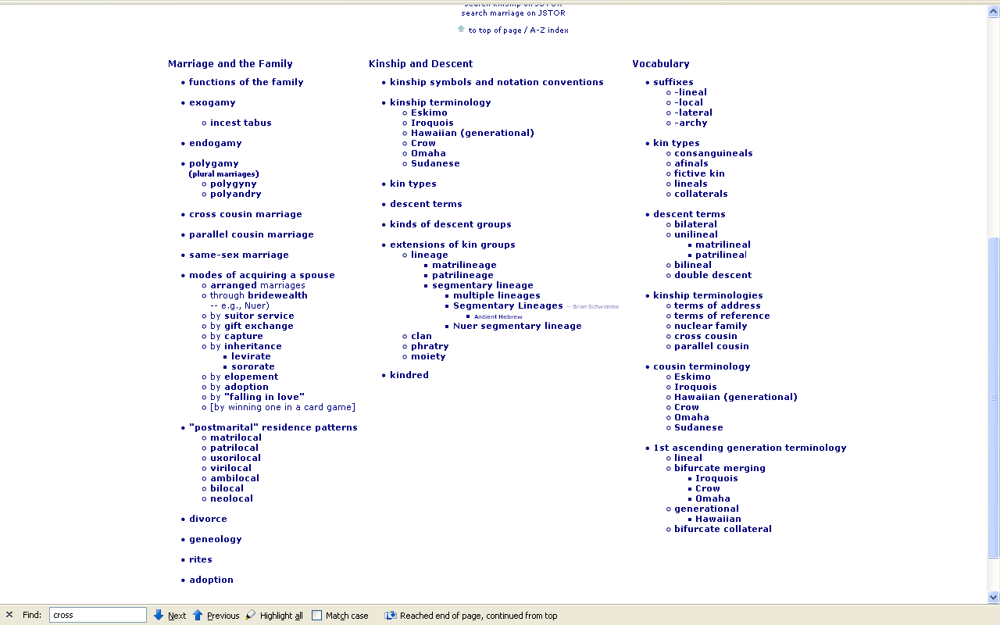 search kinship on JSTOR
search marriage on JSTOR
to top of page / A-Z index
Marriage and the Family
functions of the family
exogamy
incest tabus
endogamy
polygamy
(plural marriages)
polygyny
polyandry
cross cousin marriage
parallel cousin marriage
same-sex marriage
modes of acquiring a spouse
arranged marriages
through bridewealth
-- e.g., Nuer)
by suitor service
by gift exchange
by capture
by inheritance
levirate
sororate
by elopement
by adoption
by "falling in love"
[by winning one in a card game]
"postmarital" residence patterns
matrilocal
patrilocal
uxorilocal
virilocal
ambilocal
bilocal
neolocal
divorce
geneology
rites
adoption
Kinship and Descent
kinship symbols and notation conventions
kinship terminology
Eskimo
Iroquois
Hawaiian (generational)
Crow
Omaha
Sudanese
kin types
descent terms
kinds of descent groups
extensions of kin groups
lineage
matrilineage
patrilineage
segmentary lineage
multiple lineages
Segmentary Lineages -- Brian Schwimme
Ancient Hebrew
Nuer segmentary lineage
clan
phratry
moiety
kindred
Vocabulary
suffixes
-lineal
-local
-lateral
-archy
kin types
consanguineals
afinals
fictive kin
lineals
collaterals
descent terms
bilateral
unilineal
matrilineal
patrilineal
bilineal
double descent
kinship terminologies
terms of address
terms of reference
nuclear family
cross cousin
parallel cousin
cousin terminology
Eskimo
Iroquois
Hawaiian (generational)
Crow
Omaha
Sudanese
1st ascending generation terminology
lineal
bifurcate merging
Iroquois
Crow
Omaha
generational
Hawaiian
bifurcate collateral
Find: cross Next Previous Highlight all Match case Reached end of page, continued from top